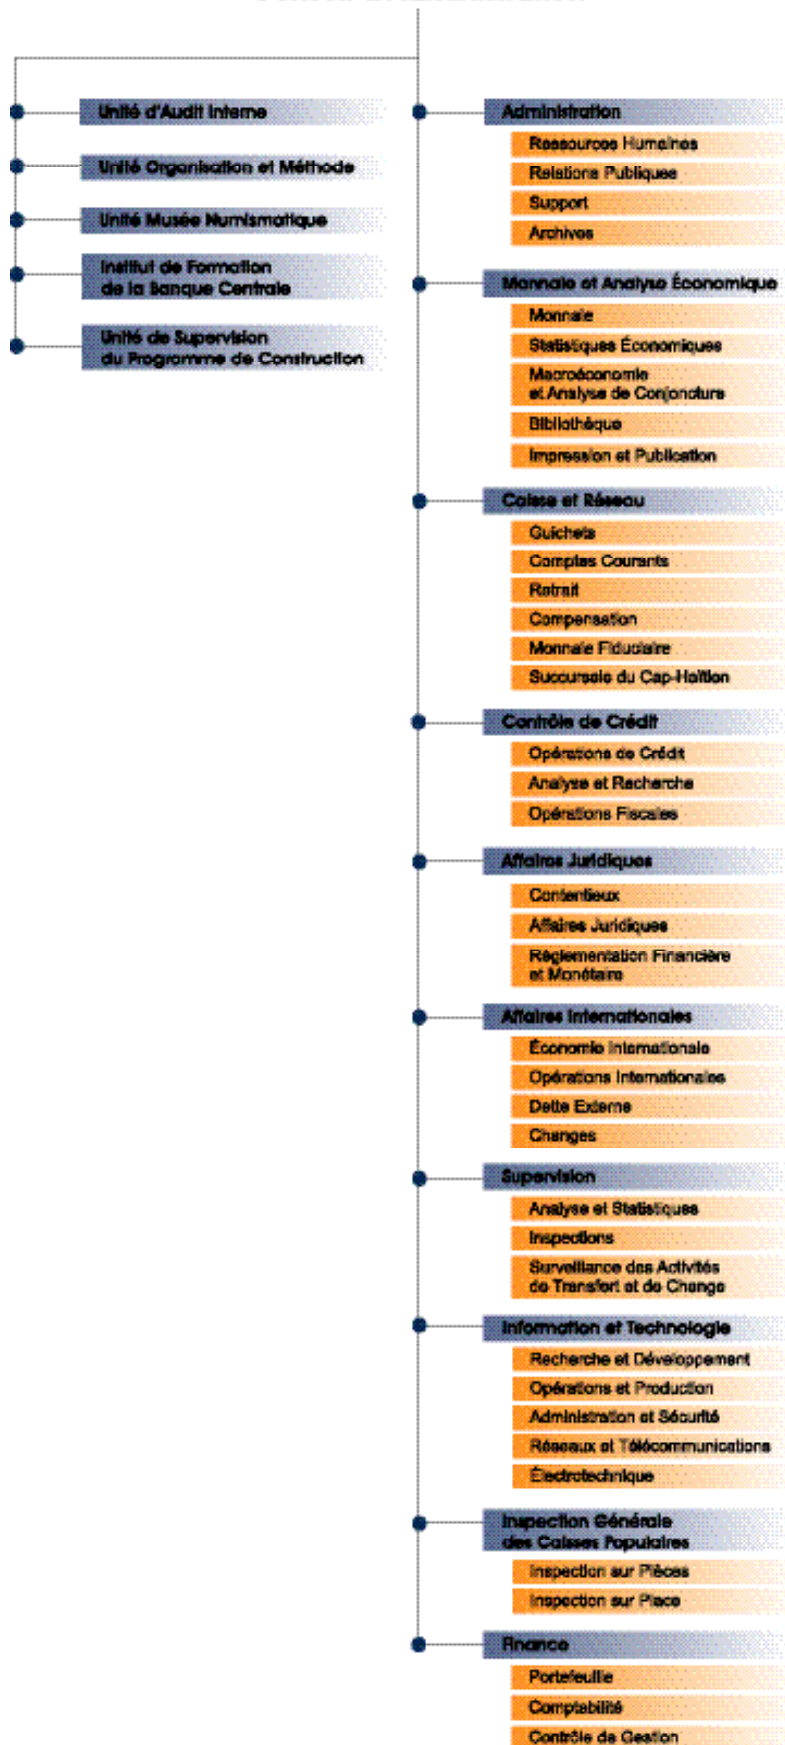 Unité d'Audit Interne
Unité Organisation et Méthode
Unité Musée Numismatique
Institut de Formation
de la Banque Centrale
Unité de Supervision
du Programme de Construction
Administration
Ressources Humaines
Relations Publiques
Support
Archives
Monnaie et Analyse Économique
Monnaie
Statistiques Économiques
Macroéconomie
et Analyse de Conjoncture
Bibliothèque
Impression et Publication
Caisse et Réseau
Guichets
Comptes Courants
Retrait
Compensation
Monnaie Fiduciaire
Succursale du Cap-Haïtien
Contrôle de Crédit
Opérations de Crédit
Analyse et Recherche
Opérations Fiscales
Affaires Juridiques
Contentieux
Affaires Juridiques
Règlementation Financière
et Monétaire
Affaires Internationales
Économie Internationale
Opérations Internationales
Dette Externe
Changes
Supervision
Analyse et Statistiques
Inspections
Surveillance des Activités
de Transfert et de Change
Information et Technologie
Recherche et Développement
Opérations et Production
Administration et Sécurité
Réseaux et Télécommunications
Électrotechnique
Inspection Générale
des Caisses Populaires
Inspection sur Pièces
Inspection sur Place
Finance
Portefeuille
Comptabilité
Contrôle de Gestion